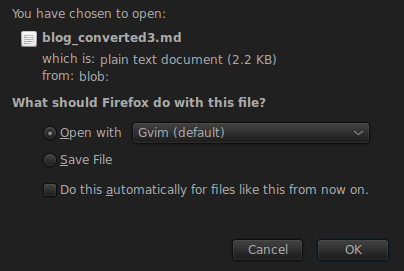 You have chosen to open:
blog_converted3.md
which is: plain text document (2.2 KB)
from: blob:
What should Firefox do with this file?
Open with Gvim (default)
Save File
Do this automatically for files like this from now on.
Cancel OK